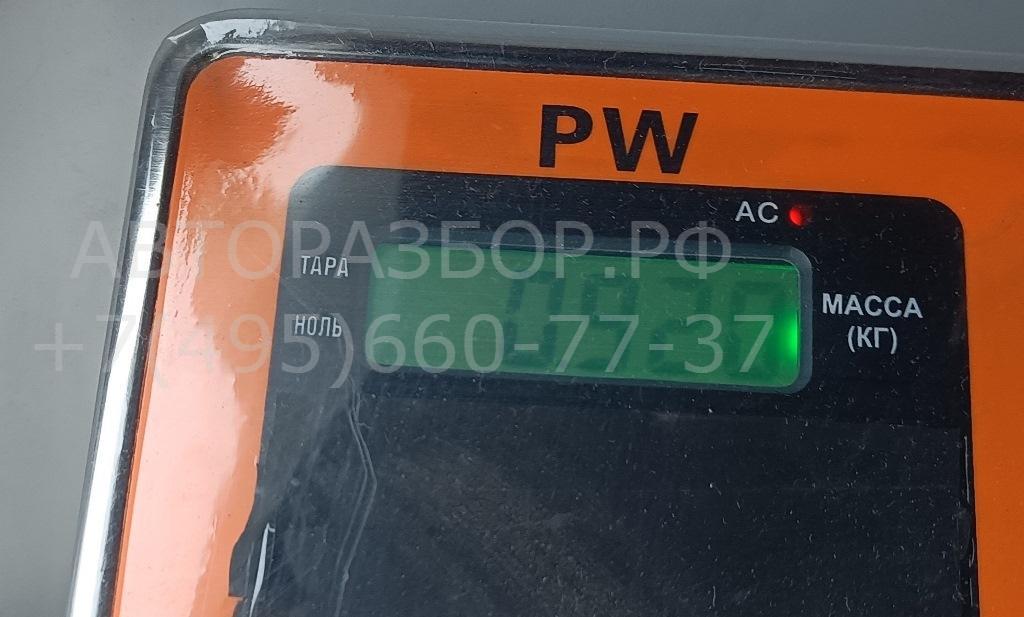 PW
AC
АВТОРАЗБОР.РФ
ТАРА
НОЛЬ
МАССА
(КГ)
+7(495)660-77-37